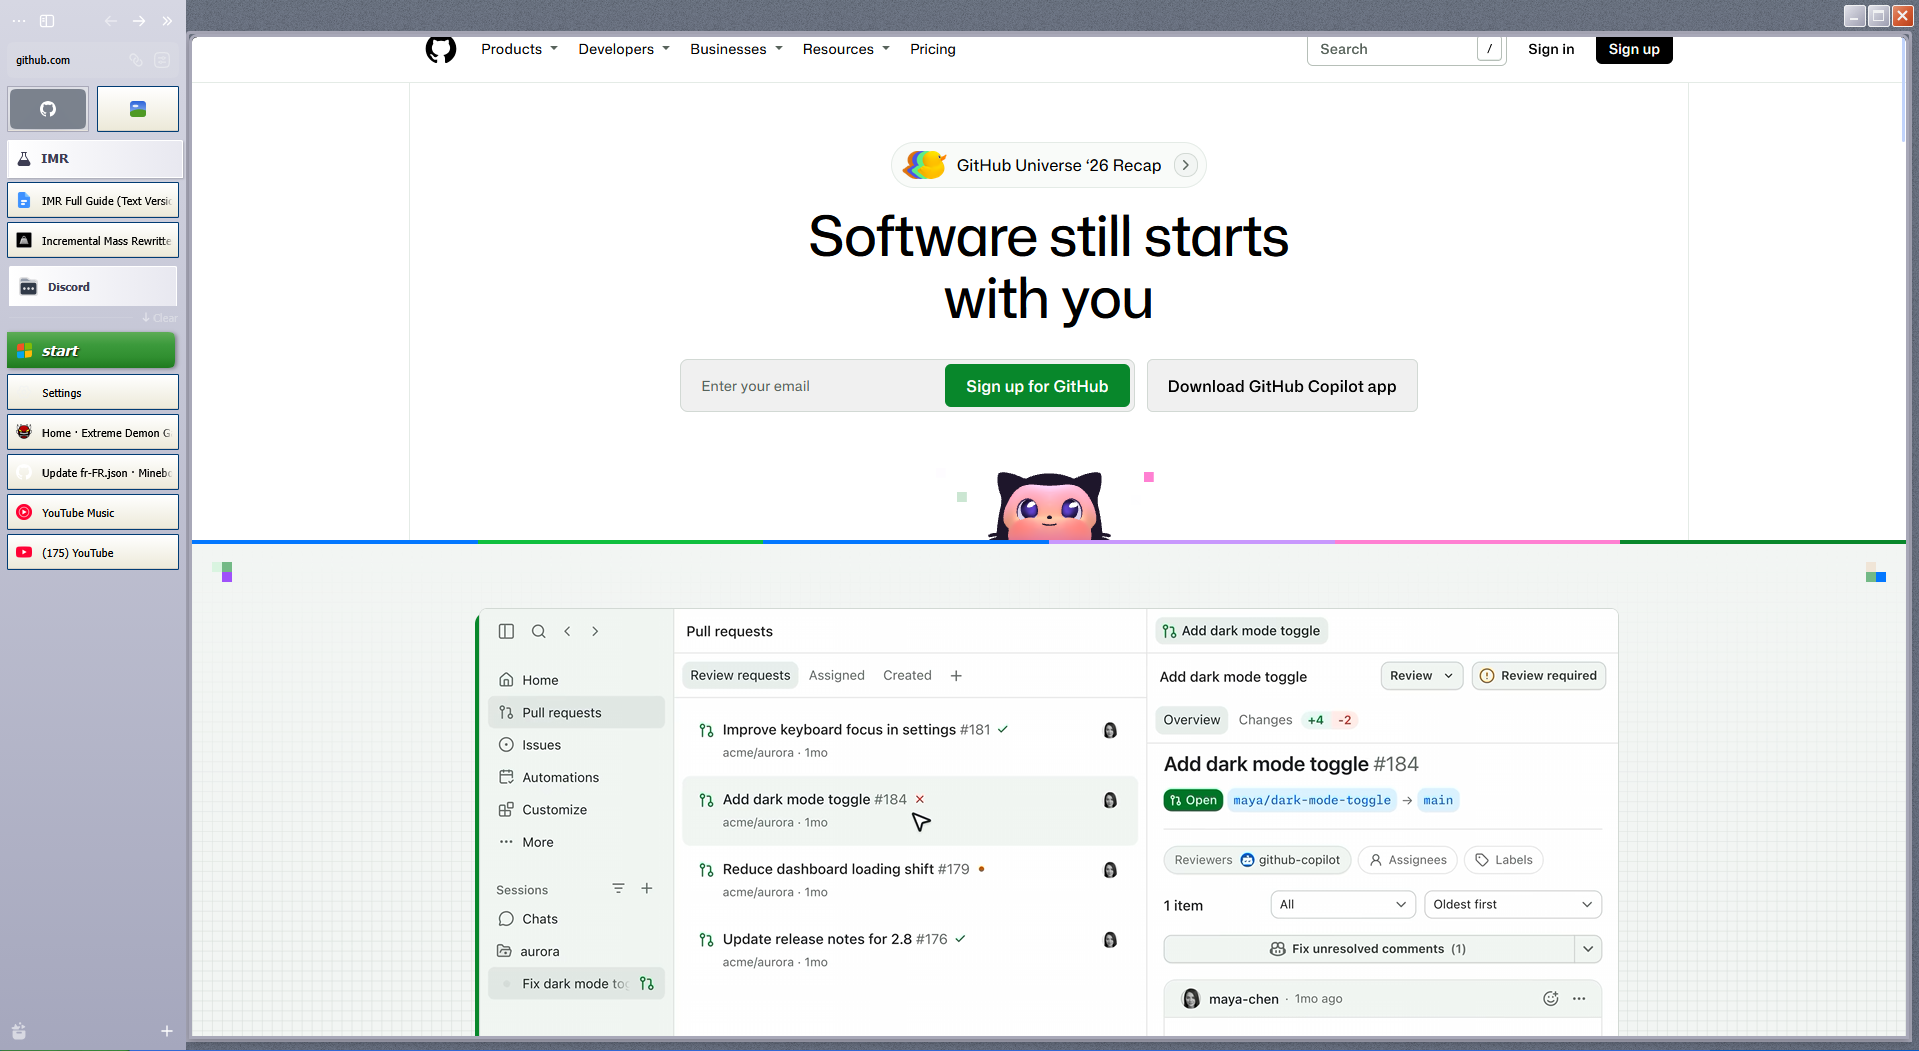 github.com
IMR
IMR Full Guide (Text Versi
Incremental Mass Rewritte
Discord
Clear
start
Settings
Home · Extreme Demon G
Update fr-FR.json · Minebo
YouTube Music
(175) YouTube
Products
Developers
Businesses
Resources
Pricing
Search
/
Sign in
Sign up
GitHub Universe ‘26 Recap
Software still starts
with you
Enter your email
Sign up for GitHub
Download GitHub Copilot app
Home
Pull requests
Issues
Automations
Customize
More
Sessions
Chats
aurora
Fix dark mode tog
Pull requests
Review requests
Assigned
Created
Improve keyboard focus in settings #181
acme/aurora · 1mo
Add dark mode toggle #184
acme/aurora · 1mo
Reduce dashboard loading shift #179
acme/aurora · 1mo
Update release notes for 2.8 #176
acme/aurora · 1mo
Add dark mode toggle
Add dark mode toggle
Review
Review required
Overview
Changes
+4 -2
Add dark mode toggle #184
Open
maya/dark-mode-toggle → main
Reviewers github-copilot
Assignees
Labels
1 item
All
Oldest first
Fix unresolved comments (1)
maya-chen · 1mo ago